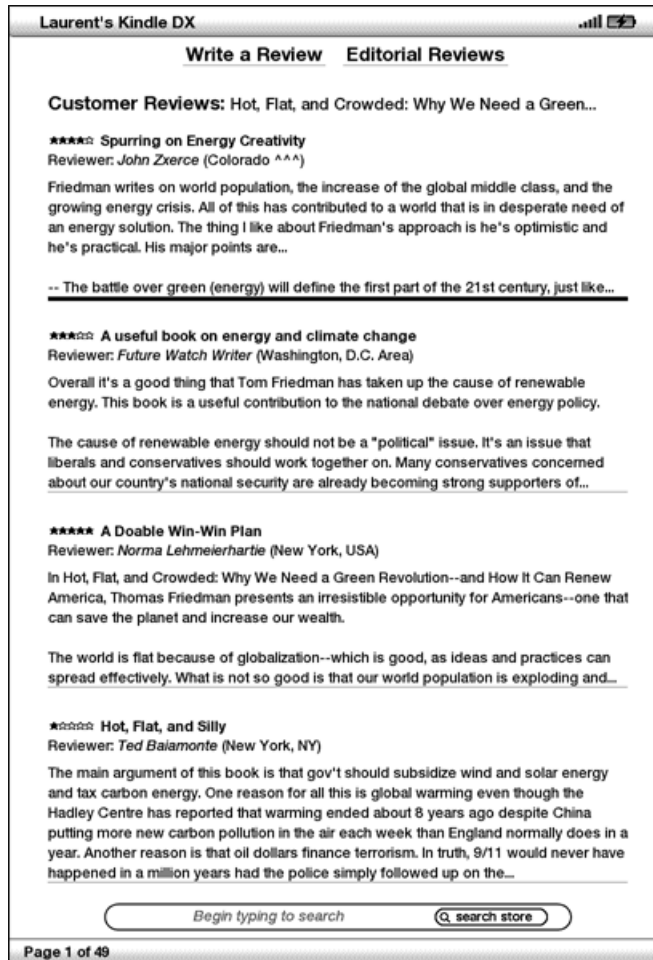 Laurent's Kindle DX
Write a Review Editorial Reviews
Customer Reviews: Hot, Flat, and Crowded: Why We Need a Green...
★★★★☆ Spurring on Energy Creativity
Reviewer: John Zxerce (Colorado ^^^)
Friedman writes on world population, the increase of the global middle class, and the
growing energy crisis. All of this has contributed to a world that is in desperate need of
an energy solution. The thing I like about Friedman's approach is he's optimistic and
he's practical. His major points are...
-- The battle over green (energy) will define the first part of the 21st century, just like...
★★★☆☆ A useful book on energy and climate change
Reviewer: Future Watch Writer (Washington, D.C. Area)
Overall it's a good thing that Tom Friedman has taken up the cause of renewable
energy. This book is a useful contribution to the national debate over energy policy.
The cause of renewable energy should not be a "political" issue. It's an issue that
liberals and conservatives should work together on. Many conservatives concerned
about our country's national security are already becoming strong supporters of...
★★★★★ A Doable Win-Win Plan
Reviewer: Norma Lehmeierhartie (New York, USA)
In Hot, Flat, and Crowded: Why We Need a Green Revolution--and How It Can Renew
America, Thomas Friedman presents an irresistible opportunity for Americans--one that
can save the planet and increase our wealth.
The world is flat because of globalization--which is good, as ideas and practices can
spread effectively. What is not so good is that our world population is exploding and...
★☆☆☆☆ Hot, Flat, and Silly
Reviewer: Ted Baiamonte (New York, NY)
The main argument of this book is that gov't should subsidize wind and solar energy
and tax carbon energy. One reason for all this is global warming even though the
Hadley Centre has reported that warming ended about 8 years ago despite China
putting more new carbon pollution in the air each week than England normally does in a
year. Another reason is that oil dollars finance terrorism. In truth, 9/11 would never have
happened in a million years had the police simply followed up on the...
Begin typing to search search store
Page 1 of 49